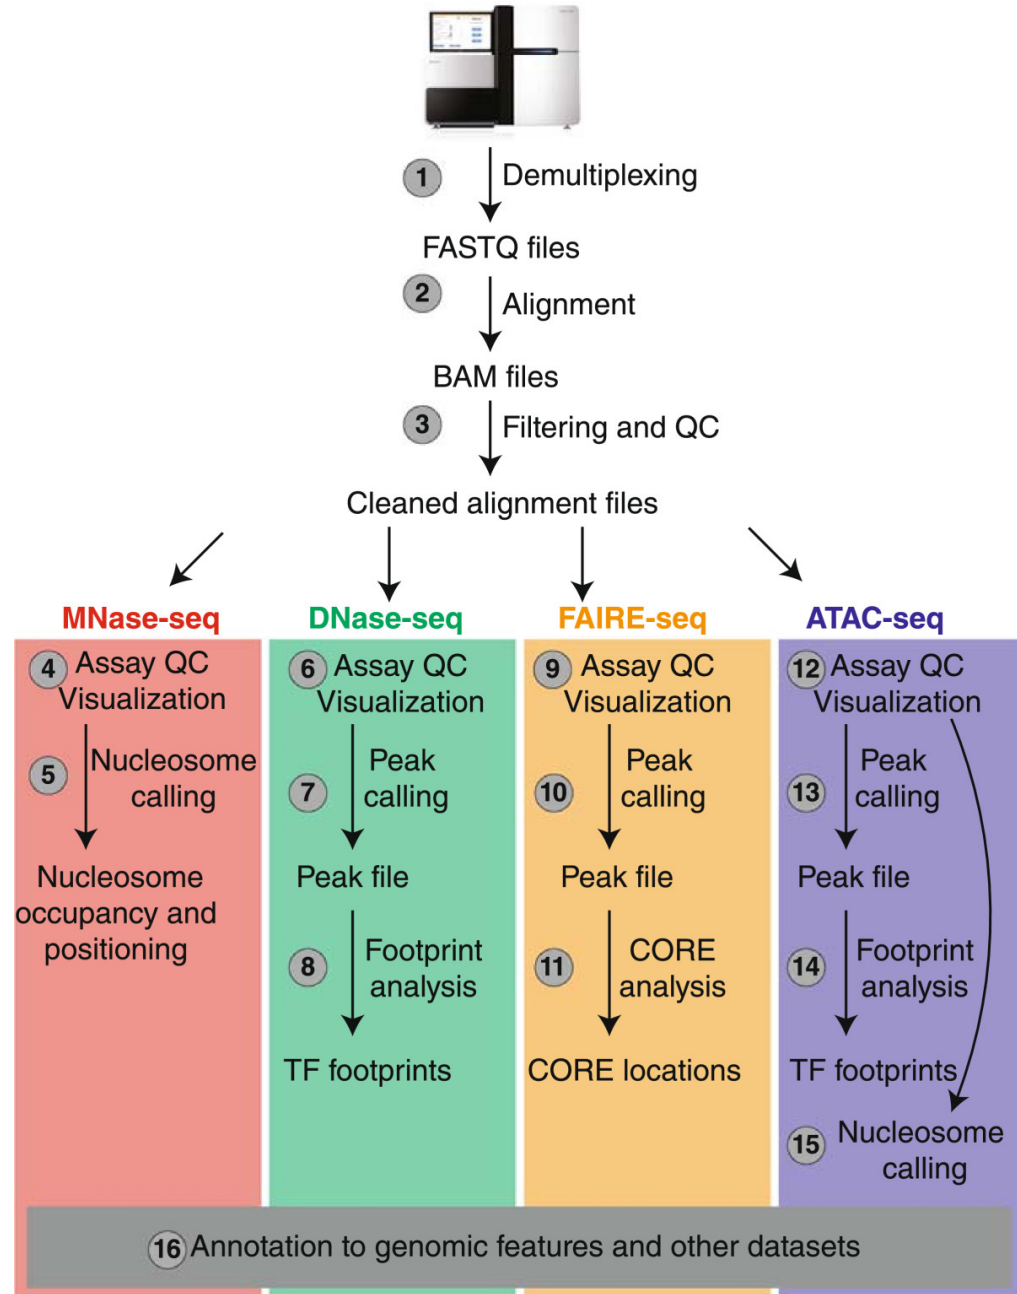 1 Demultiplexing
FASTQ files
2 Alignment
BAM files
3 Filtering and QC
Cleaned alignment files
MNase-seq
4 Assay QC
Visualization
5 Nucleosome
calling
Nucleosome
occupancy and
positioning
DNase-seq
6 Assay QC
Visualization
7 Peak
calling
Peak file
8 Footprint
analysis
TF footprints
FAIRE-seq
9 Assay QC
Visualization
10 Peak
calling
Peak file
11 CORE
analysis
CORE locations
ATAC-seq
12 Assay QC
Visualization
13 Peak
calling
Peak file
14 Footprint
analysis
TF footprints
15 Nucleosome
calling
16 Annotation to genomic features and other datasets